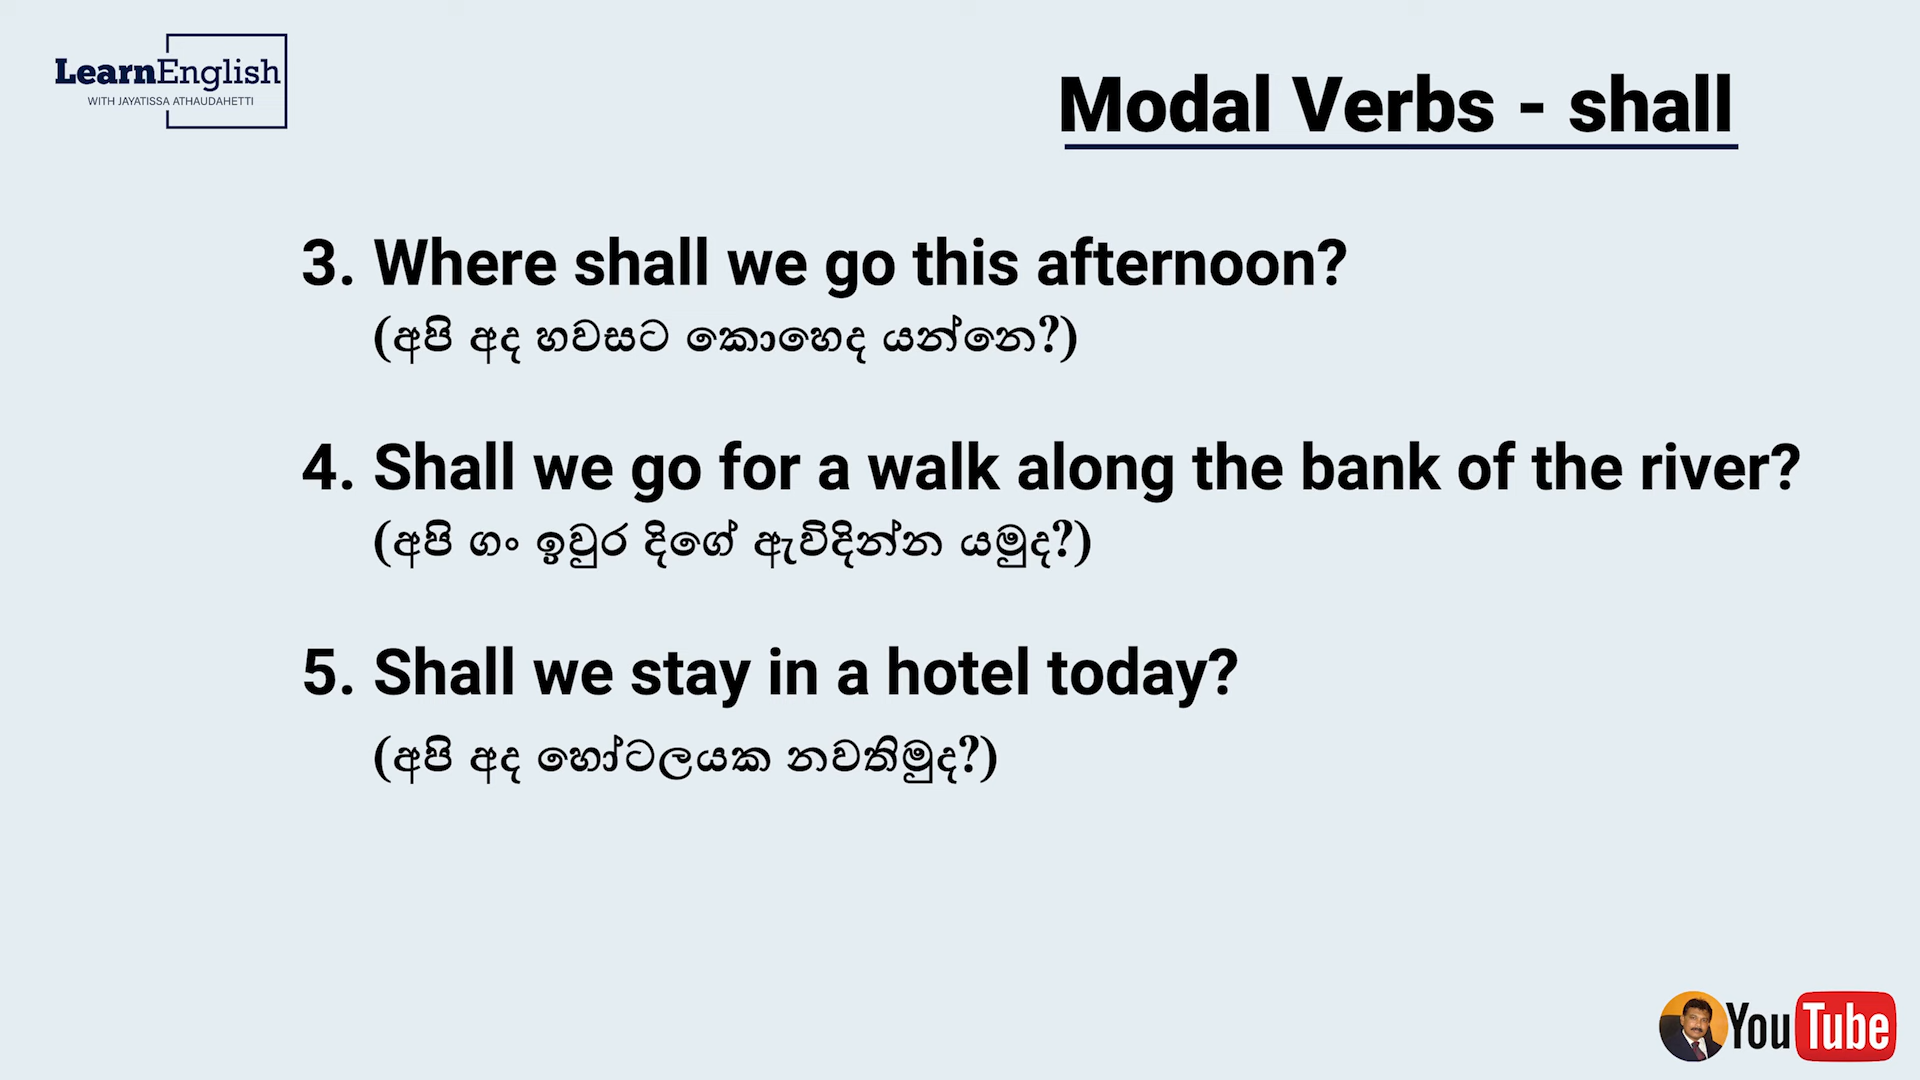 LearnEnglish
WITH JAYATISSA ATHAUDAHETTI
Modal Verbs - shall
3. Where shall we go this afternoon?
(අපි අද හවසට කොහෙද යන්නෙ?)
4. Shall we go for a walk along the bank of the river?
(අපි ගං ඉවුර දිගේ ඇවිදින්න යමුද?)
5. Shall we stay in a hotel today?
(අපි අද හෝටලයක නවතිමුද?)
YouTube